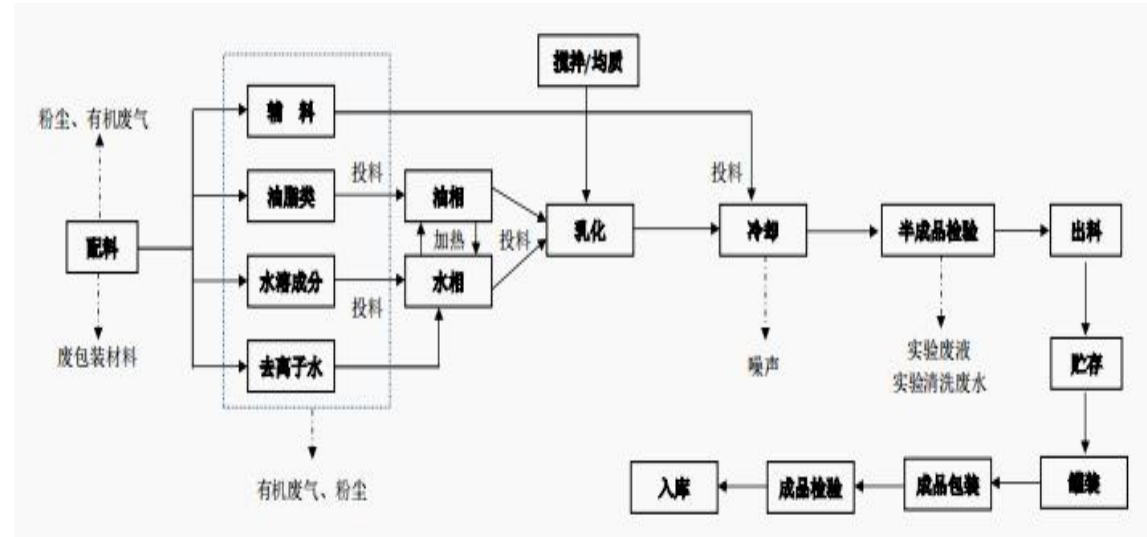 搅拌/均质
粉尘、有机废气
辅 料
投料
投料
油脂类
油相
乳化
冷却
半成品检验
出料
配料
加热
投料
水溶成分
水相
投料
废包装材料
去离子水
噪声
实验废液
实验清洗废水
贮存
有机废气、粉尘
入库
成品检验
成品包装
罐装